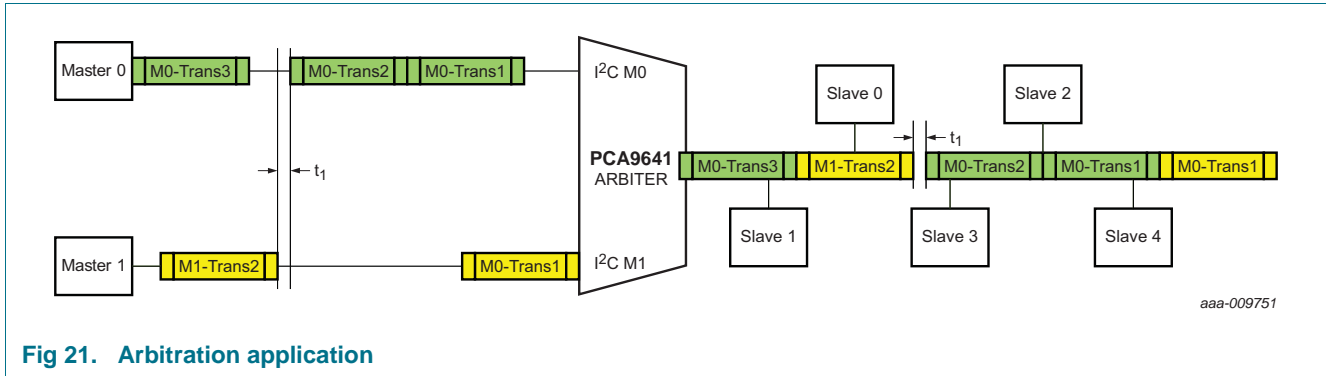 Master 0
M0-Trans3
M0-Trans2
M0-Trans1
I²C M0
t1
PCA9641
ARBITER
Master 1
M1-Trans2
M0-Trans1
I²C M1
Slave 0
Slave 2
t1
M0-Trans3
M1-Trans2
M0-Trans2
M0-Trans1
M0-Trans1
Slave 1
Slave 3
Slave 4
aaa-009751
Fig 21. Arbitration application